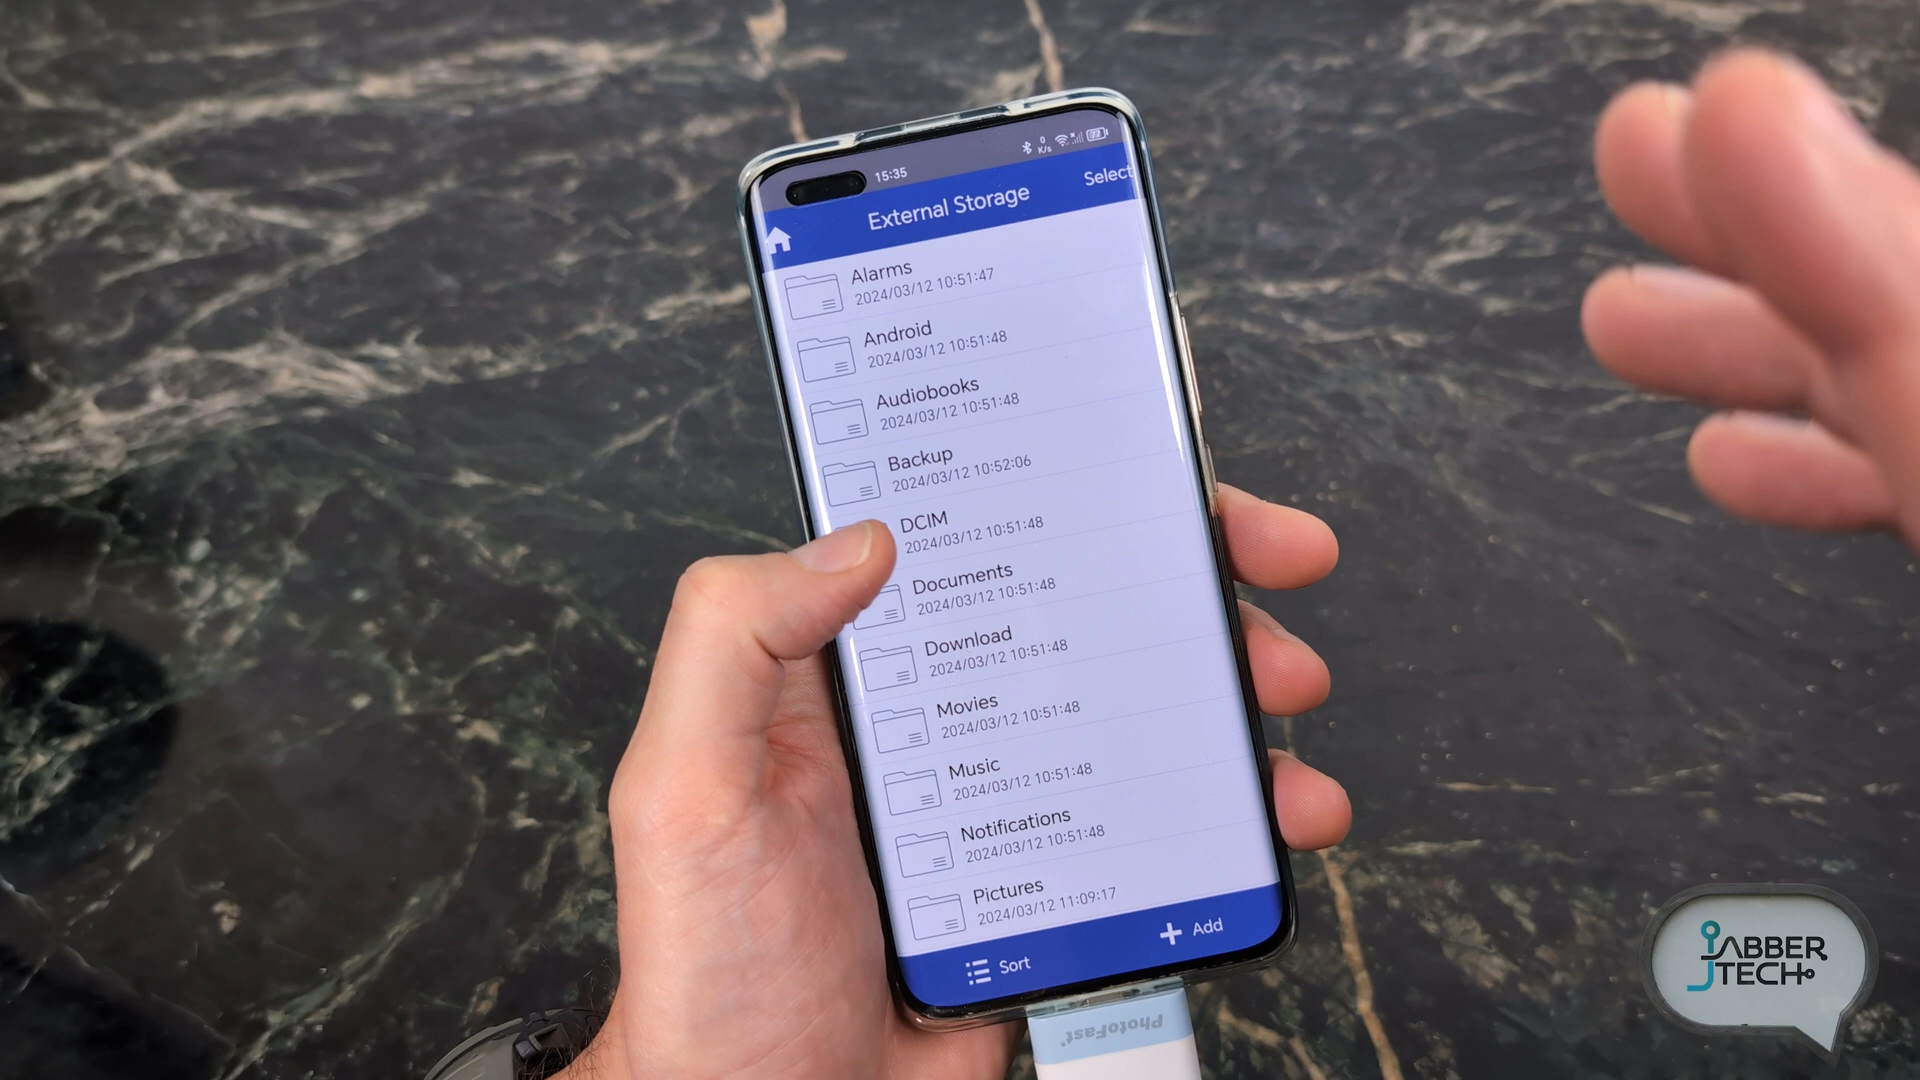 15:35
0
K/s
External Storage
Select
Alarms
2024/03/12 10:51:47
Android
2024/03/12 10:51:48
Audiobooks
2024/03/12 10:51:48
Backup
2024/03/12 10:52:06
DCIM
2024/03/12 10:51:48
Documents
2024/03/12 10:51:48
Download
2024/03/12 10:51:48
Movies
2024/03/12 10:51:48
Music
2024/03/12 10:51:48
Notifications
2024/03/12 10:51:48
Pictures
2024/03/12 11:09:17
Sort
Add
PhotoFast
JABBER
TECH